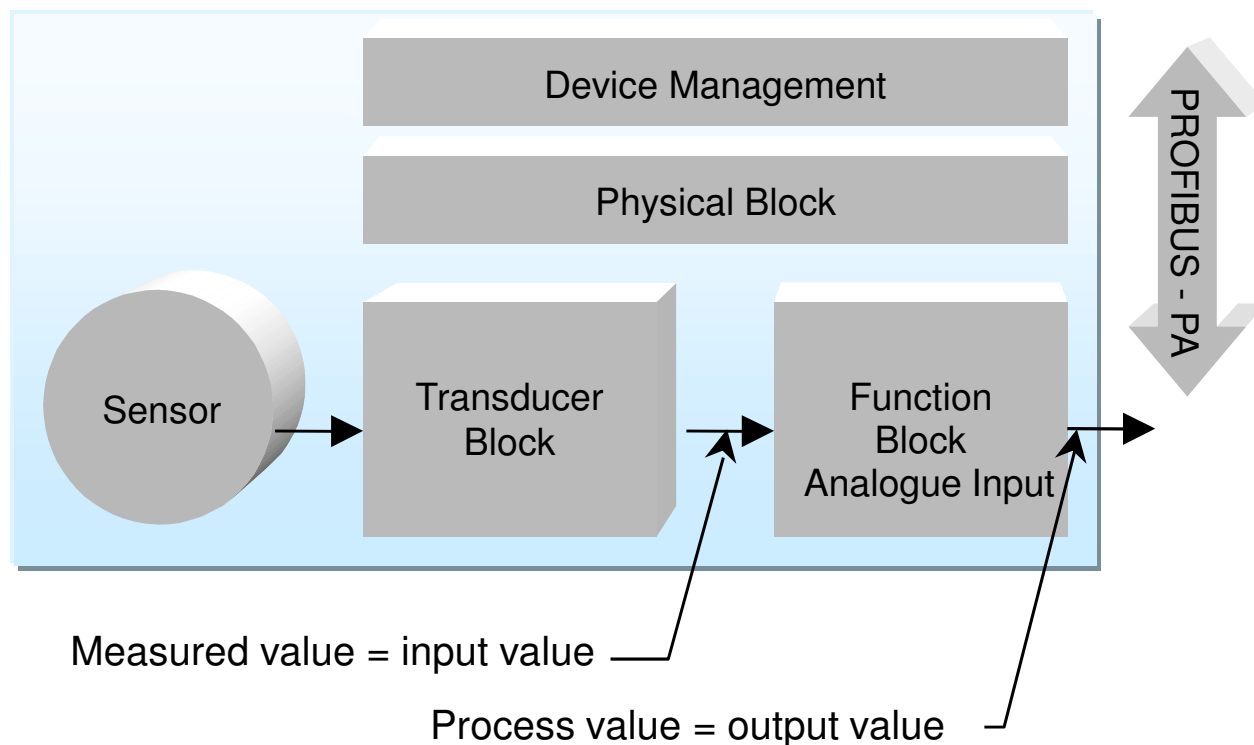 Device Management
PROFIBUS - PA
Physical Block
Sensor
Transducer
Block
Function
Block
Analogue Input
Measured value = input value
Process value = output value